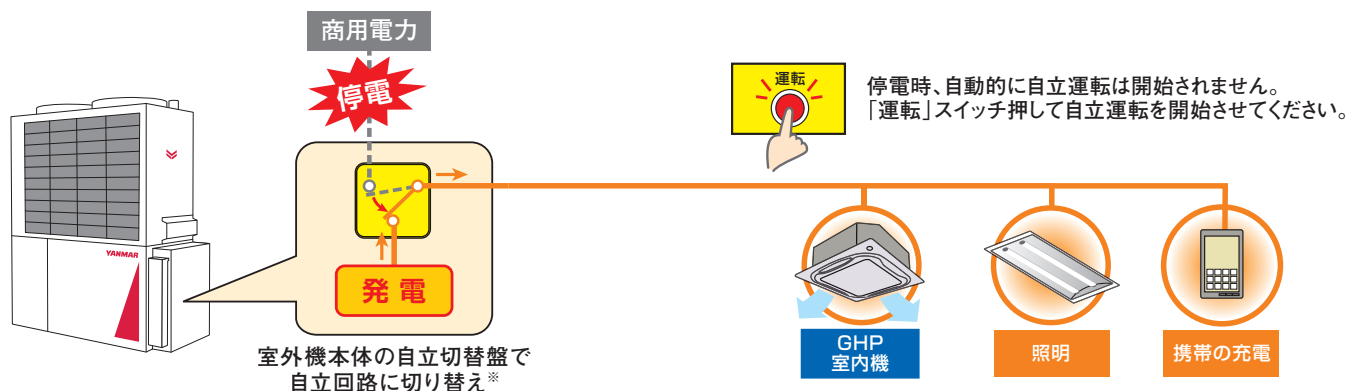 商用電力
停電
運転
停電時、自動的に自立運転は開始されません。
「運転」スイッチ押して自立運転を開始させてください。
YANMAR
発電
室外機本体の自立切替盤で
自立回路に切り替え※
GHP
室内機
照明
携帯の充電